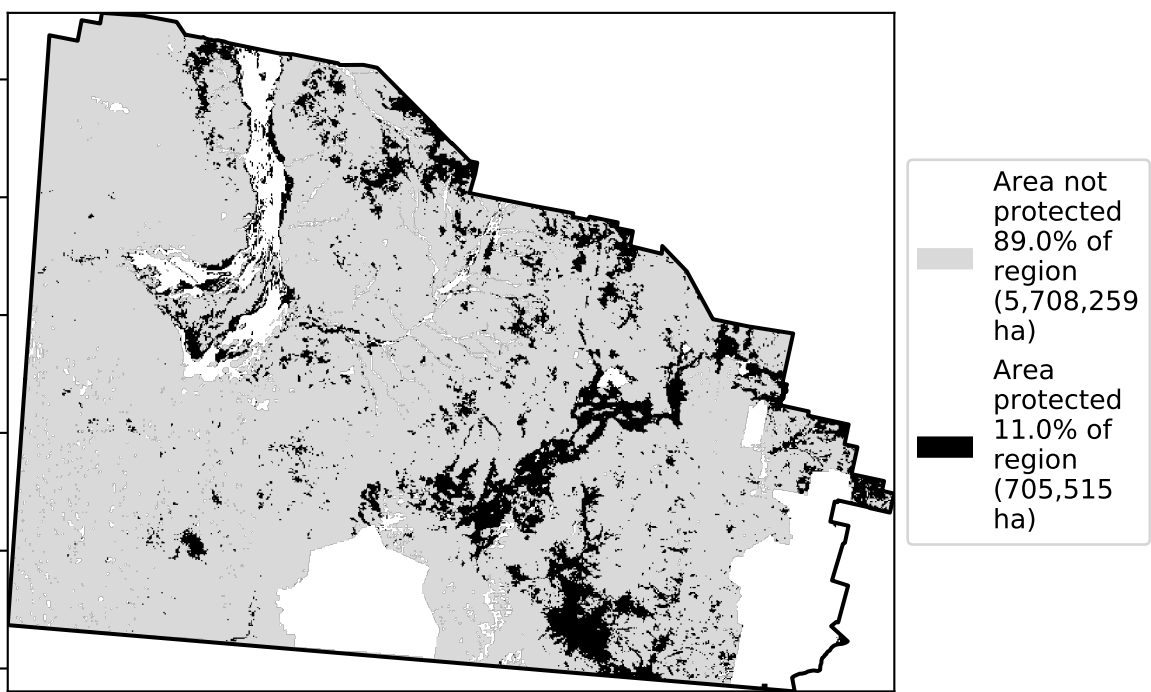 Area not
protected
89.0% of
region
(5,708,259
ha)
Area
protected
11.0% of
region
(705,515
ha)